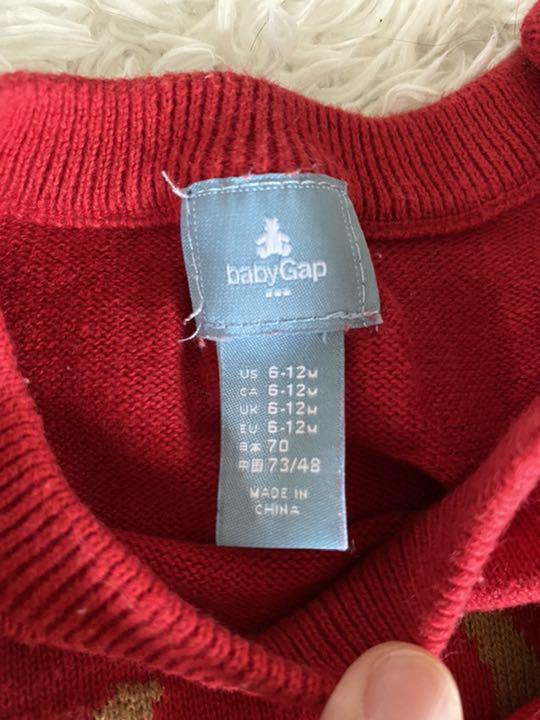 babyGap
US 6-12M
CA 6-12M
UK 6-12M
EU 6-12M
日本 70
中国 73/48
MADE IN
CHINA